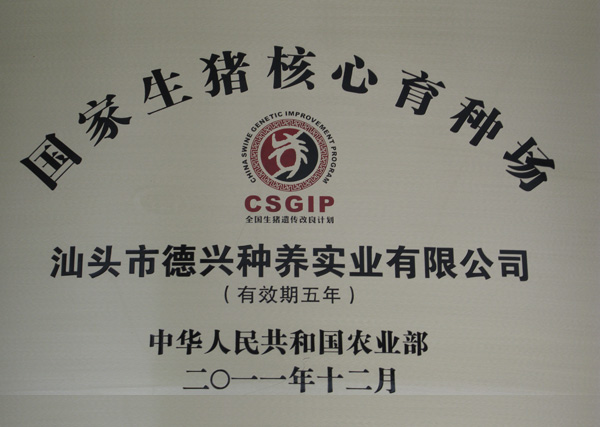 国家生猪核心育种场
CHINA SWINE GENETIC IMPROVEMENT PROGRAM
CSGIP
全国生猪遗传改良计划
汕头市德兴种养实业有限公司
（有效期五年）
中华人民共和国农业部
二〇一一年十二月